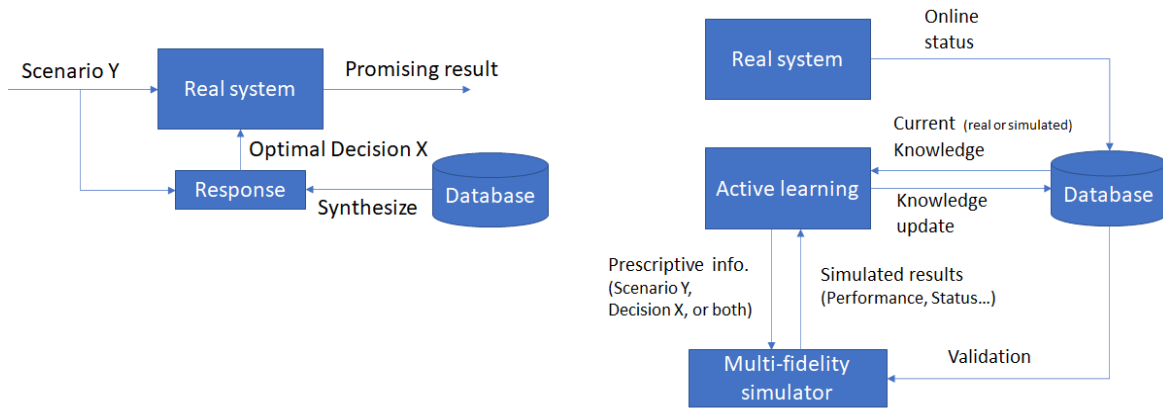 Scenario Y
Real system
Promising result
Optimal Decision X
Response
Synthesize
Database
Online
status
Real system
Current (real or simulated)
Knowledge
Active learning
Database
Knowledge
update
Prescriptive info.
(Scenario Y,
Decision X, or both)
Simulated results
(Performance, Status...)
Multi-fidelity
simulator
Validation